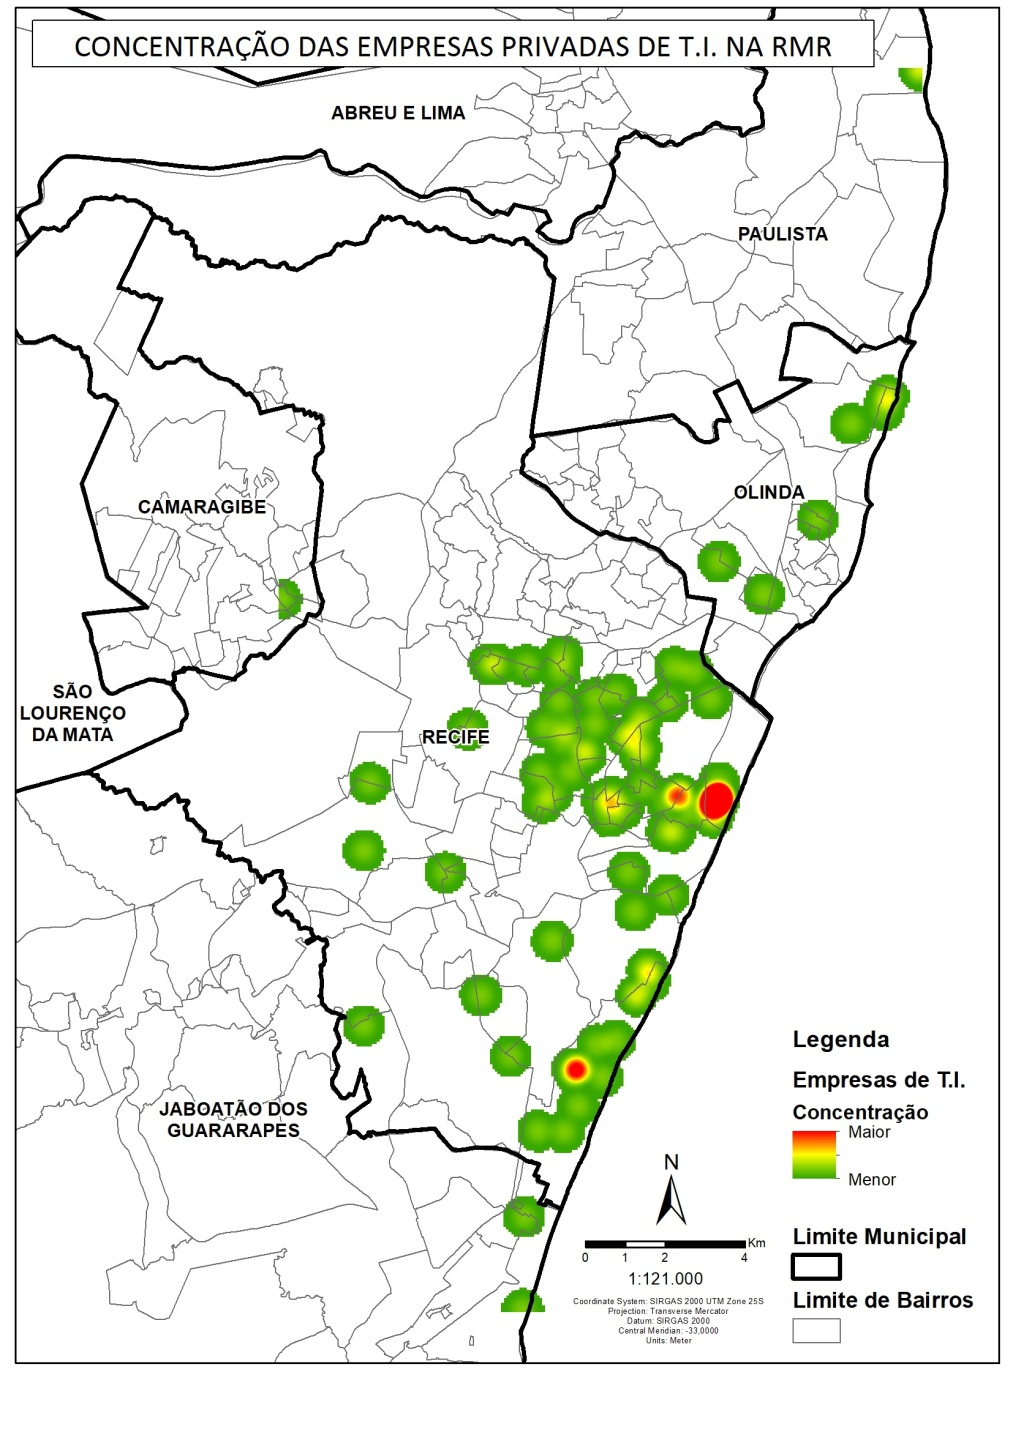 CONCENTRAÇÃO DAS EMPRESAS PRIVADAS DE T.I. NA RMR
ABREU E LIMA
PAULISTA
OLINDA
CAMARAGIBE
SÃO
LOURENÇO
DA MATA
RECIFE
JABOATÃO DOS
GUARARAPES
Legenda
Empresas de T.I.
Concentração
Maior
Menor
Limite Municipal
Limite de Bairros
N
Km
0 1 2 4
1:121.000
Coordinate System: SIRGAS 2000 UTM Zone 25S
Projection: Transverse Mercator
Datum: SIRGAS 2000
Central Meridian: -33,0000
Units: Meter